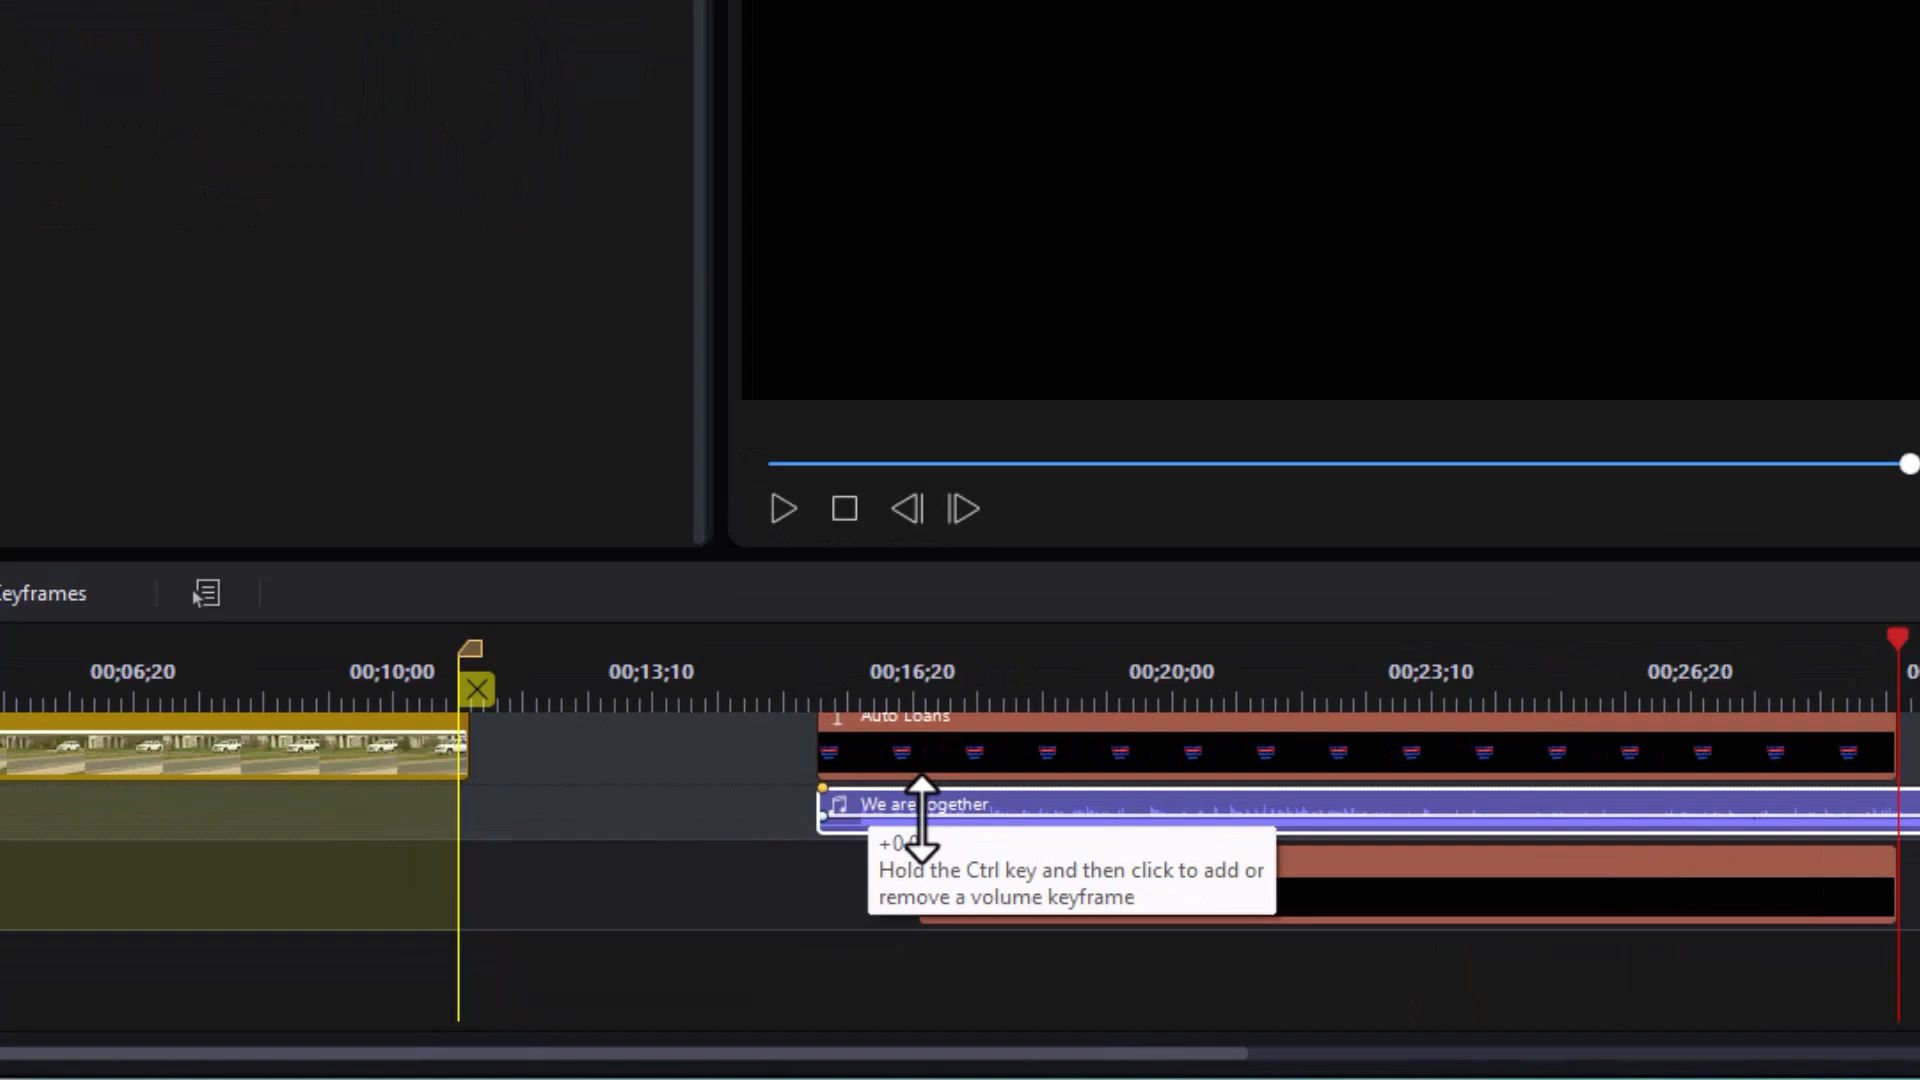 eyframes
00;06;20
00;10;00
00;13;10
00;16;20
00;20;00
00;23;10
00;26;20
Auto Loans
We are together
+0
Hold the Ctrl key and then click to add or
remove a volume keyframe